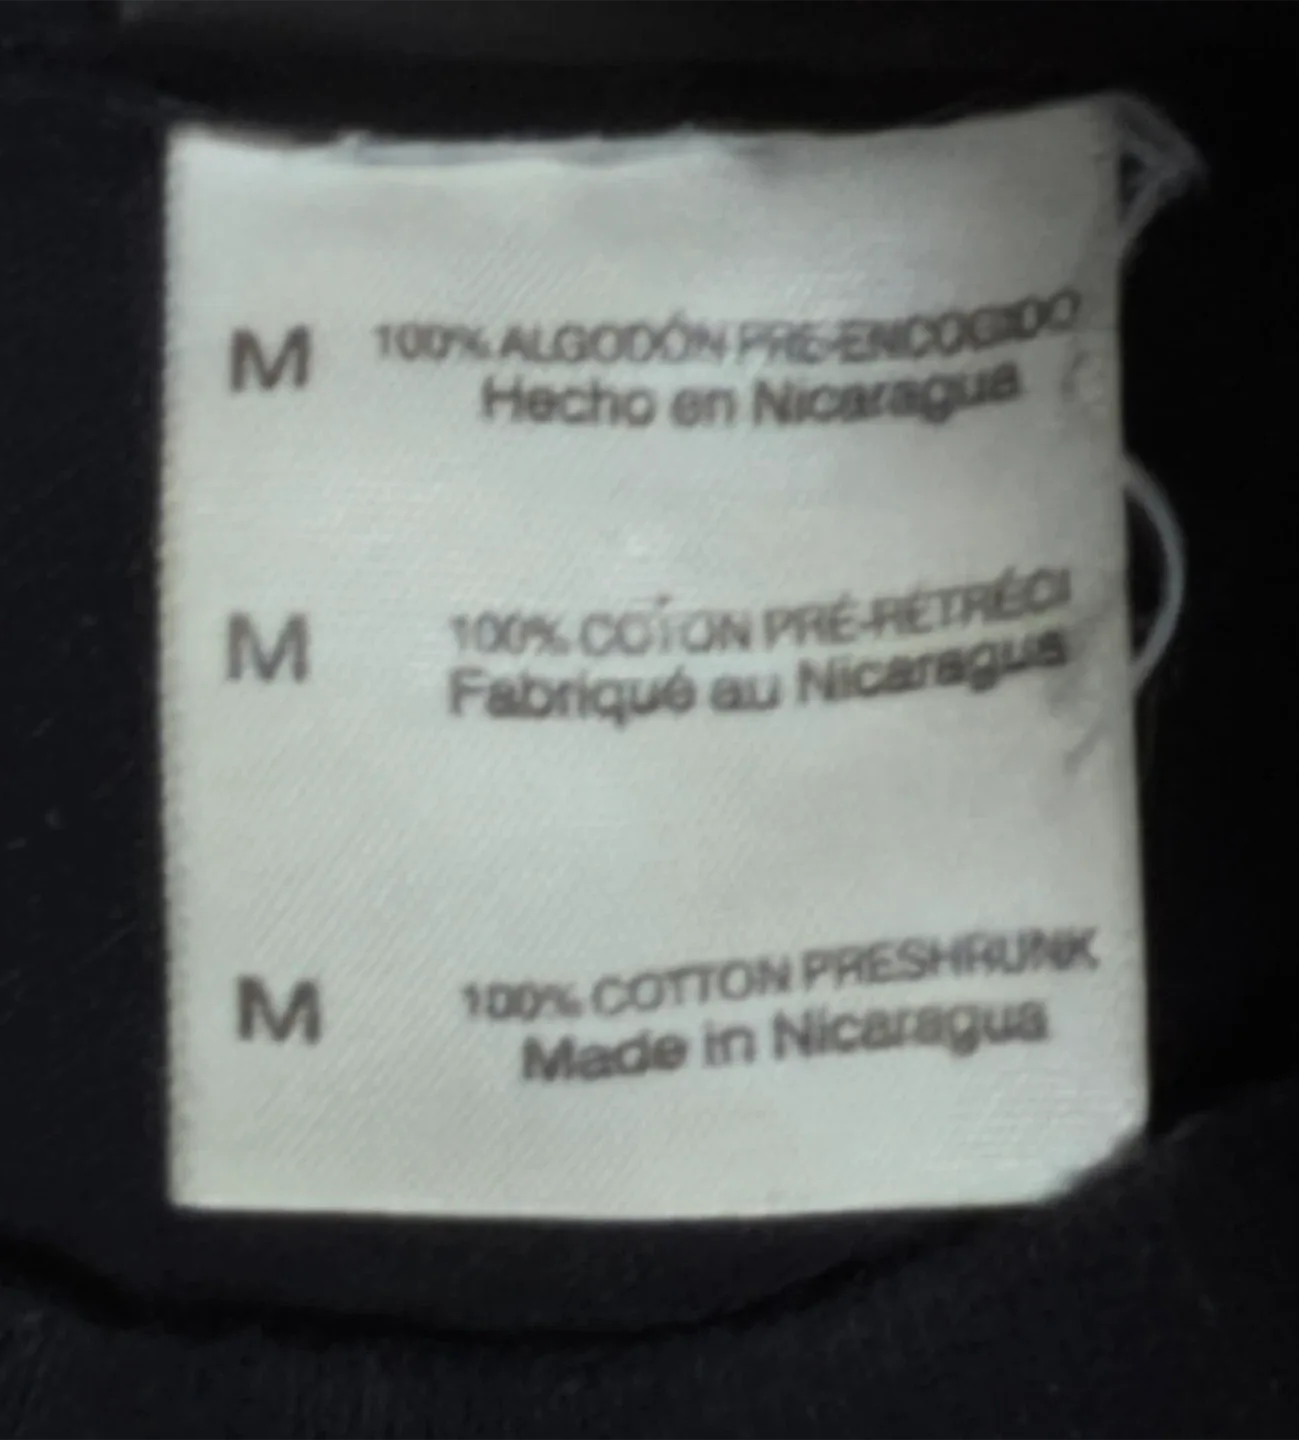 M 100% ALGODÓN PRE-ENCOGIDO
Hecho en Nicaragua
M 100% COTON PRÉ-RÉTRÉCI
Fabriqué au Nicaragua
M 100% COTTON PRESHRUNK
Made in Nicaragua